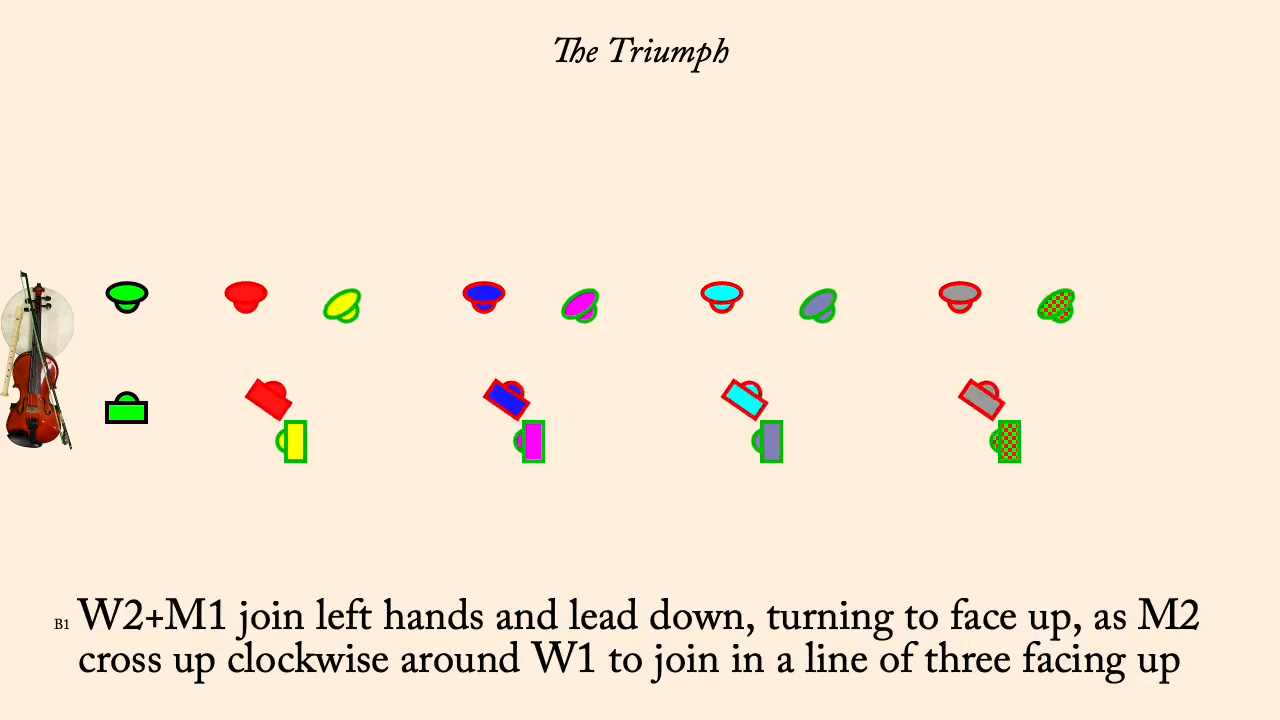 The Triumph
B1 W2+M1 join left hands and lead down, turning to face up, as M2
cross up clockwise around W1 to join in a line of three facing up